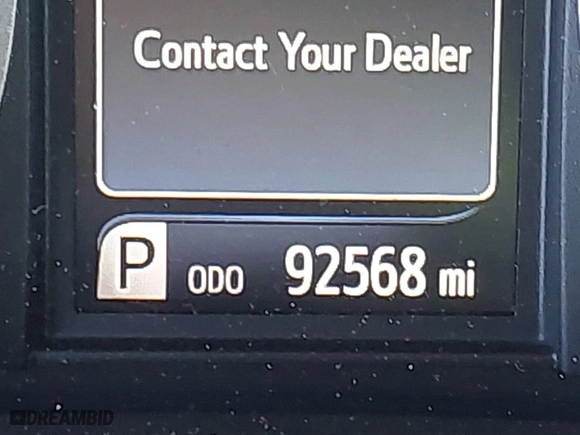 Contact Your Dealer
P ODO 92568 mi
DREAMBID